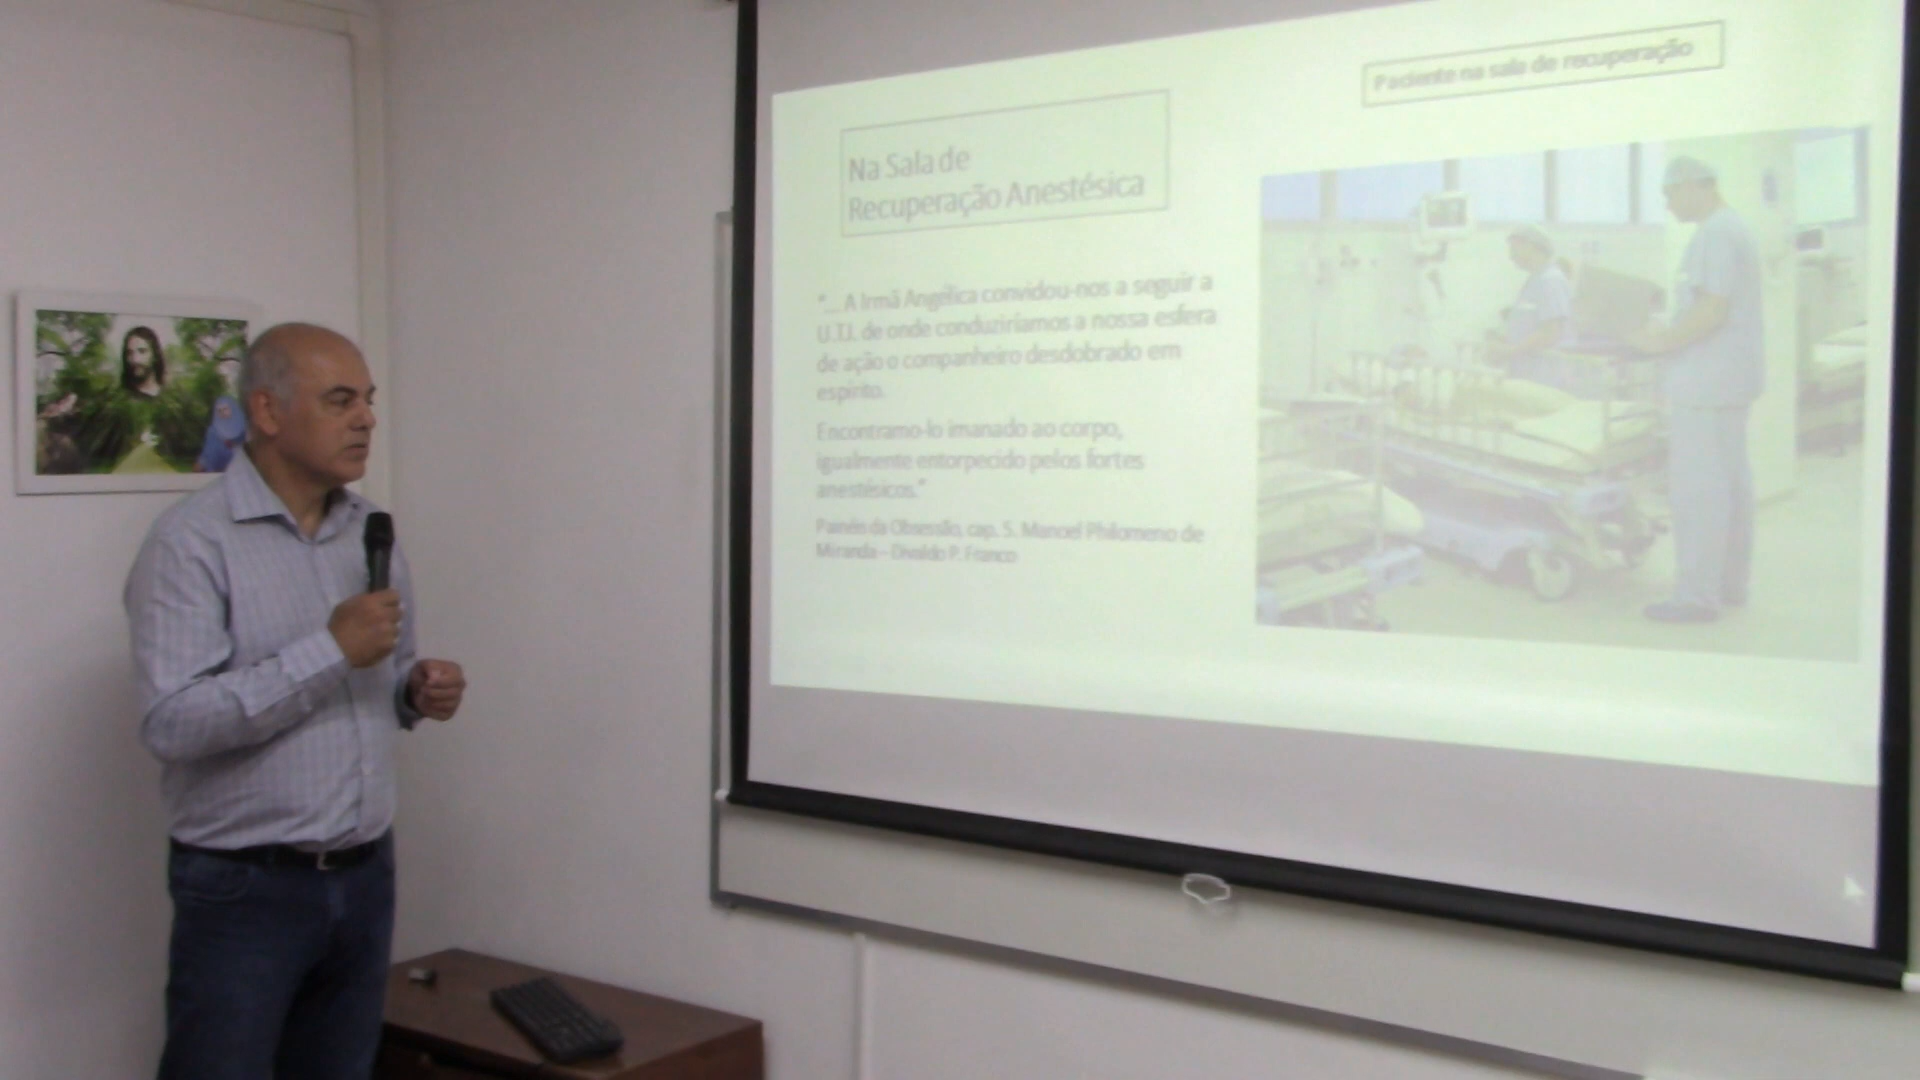 Paciente na sala de recuperação
Na Sala de
Recuperação Anestésica
"... A Irmã Angélica convidou-nos a seguir a
U.T.I. de onde conduziríamos a nossa esfera
de ação o companheiro desdobrado em
espírito.
Encontramo-lo imanado ao corpo,
igualmente entorpecido pelos fortes
anestésicos."
Painéis da Obsessão, cap. 5. Manoel Philomeno de
Miranda – Divaldo P. Franco